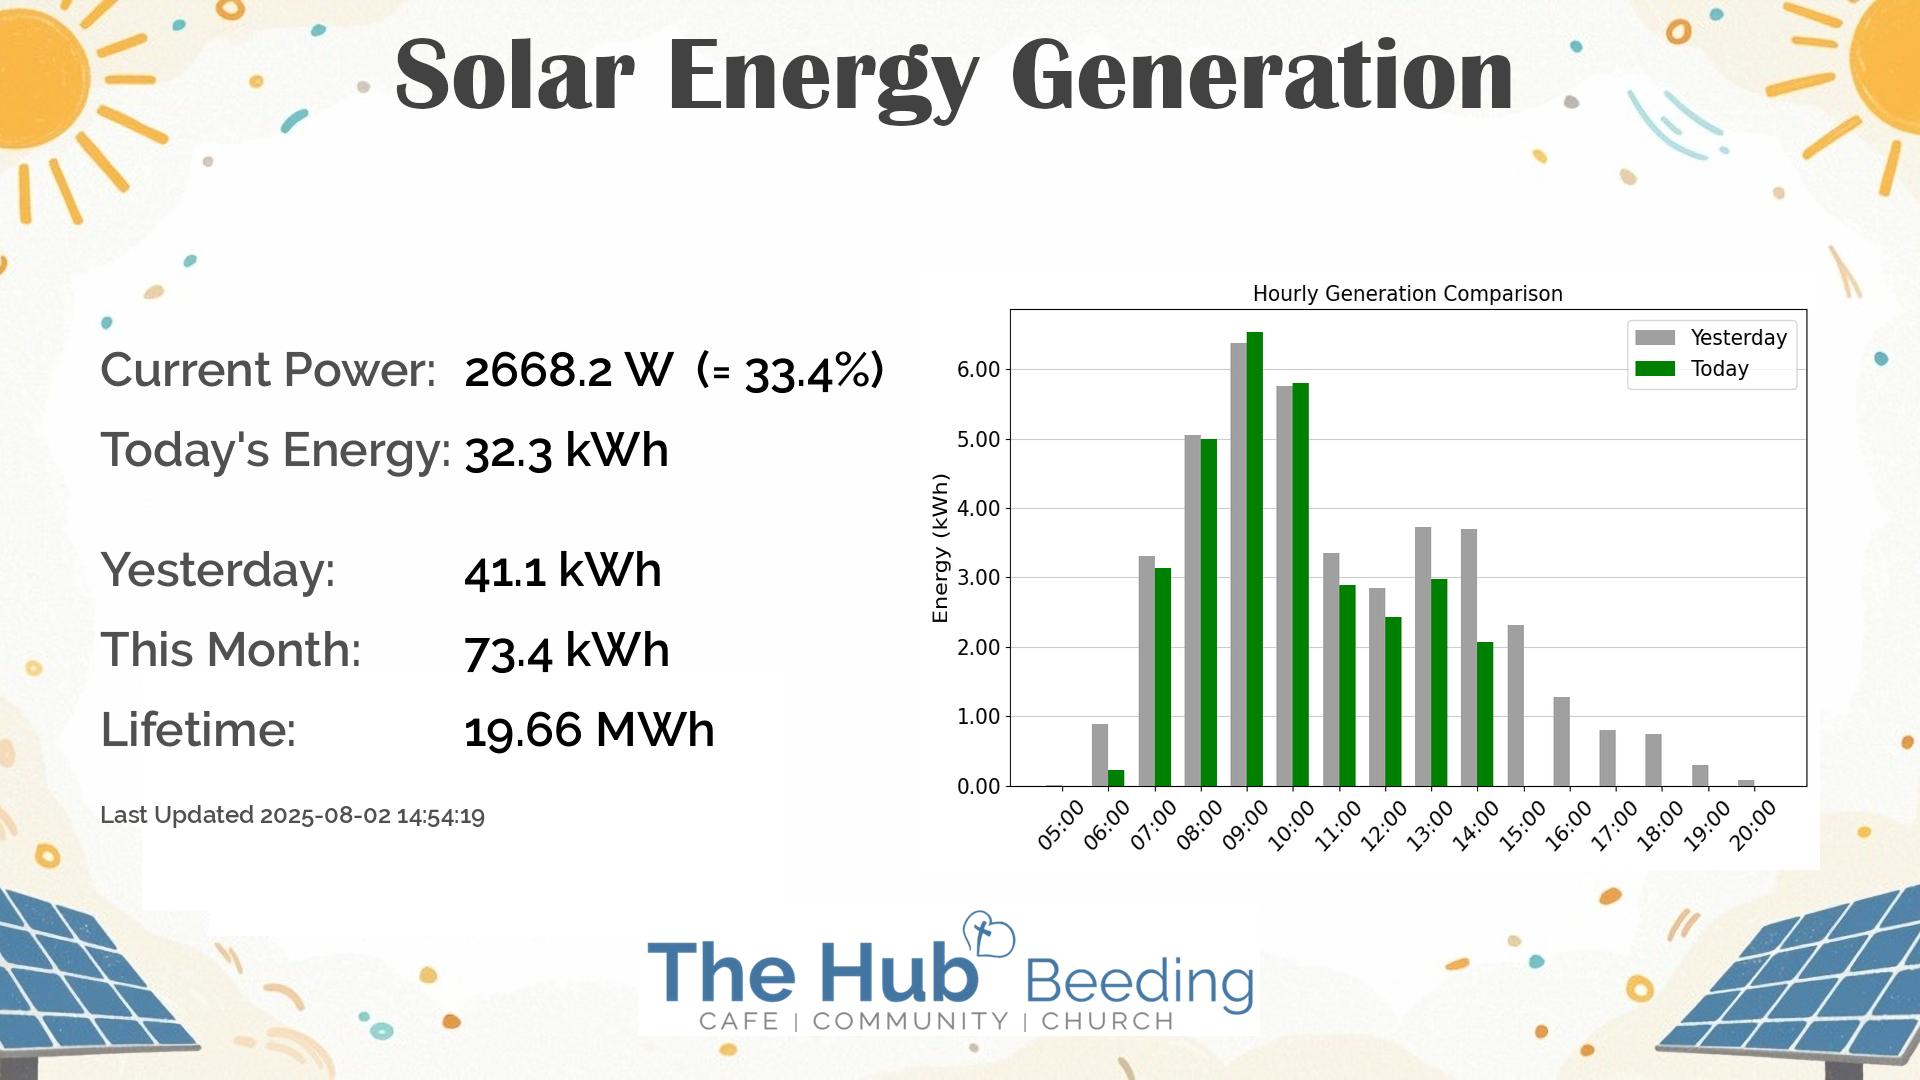 Solar Energy Generation
Current Power: 2668.2 W (= 33.4%)
Today's Energy: 32.3 kWh
Yesterday: 41.1 kWh
This Month: 73.4 kWh
Lifetime: 19.66 MWh
Last Updated 2025-08-02 14:54:19
Hourly Generation Comparison
Yesterday
Today
Energy (kWh)
6.00
5.00
4.00
3.00
2.00
1.00
0.00
05:00 06:00 07:00 08:00 09:00 10:00 11:00 12:00 13:00 14:00 15:00 16:00 17:00 18:00 19:00 20:00
The Hub Beeding
CAFE | COMMUNITY | CHURCH